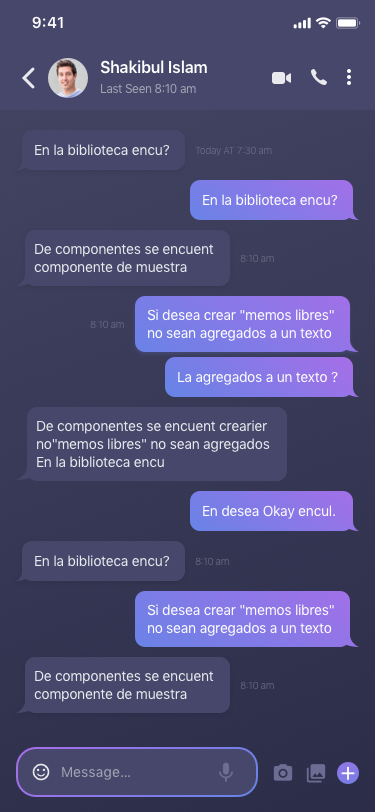 9:41
Shakibul Islam
Last Seen 8:10 am
En la biblioteca encu?
Today AT 7:30 am
En la biblioteca encu?
De componentes se encuent
componente de muestra
8:10 am
Si desea crear "memos libres"
no sean agregados a un texto
8:10 am
La agregados a un texto ?
De componentes se encuent crearier
no"memos libres" no sean agregados
En la biblioteca encu
En desea Okay encul.
En la biblioteca encu?
8:10 am
Si desea crear "memos libres"
no sean agregados a un texto
De componentes se encuent
componente de muestra
8:10 am
Message...